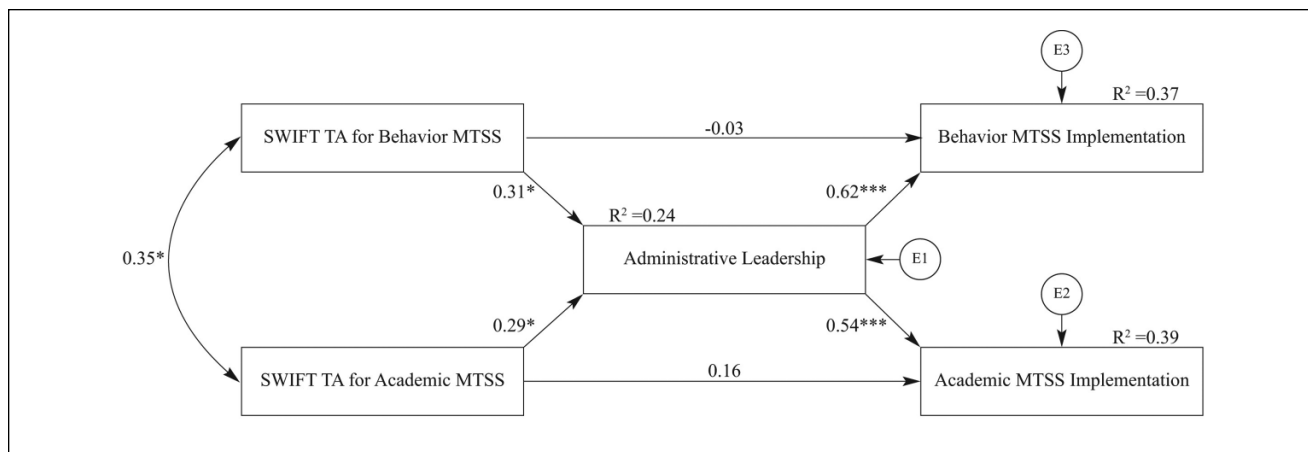 E3
R² =0.37
SWIFT TA for Behavior MTSS
-0.03
Behavior MTSS Implementation
0.31*
0.62***
R² =0.24
0.35*
Administrative Leadership
E1
E2
0.29*
0.54***
R² =0.39
SWIFT TA for Academic MTSS
0.16
Academic MTSS Implementation